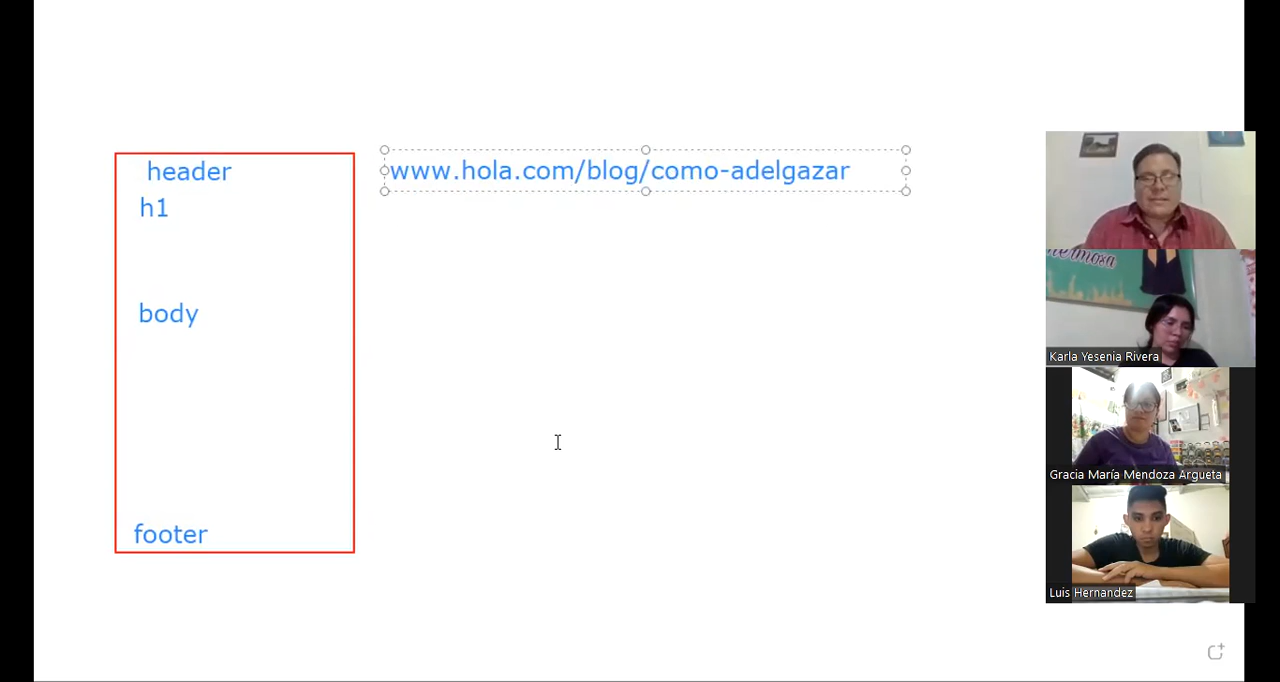 header
www.hola.com/blog/como-adelgazar
h1
body
footer
hermosa
Karla Yesenia Rivera
Gracia María Mendoza Argueta
Luis Hernandez